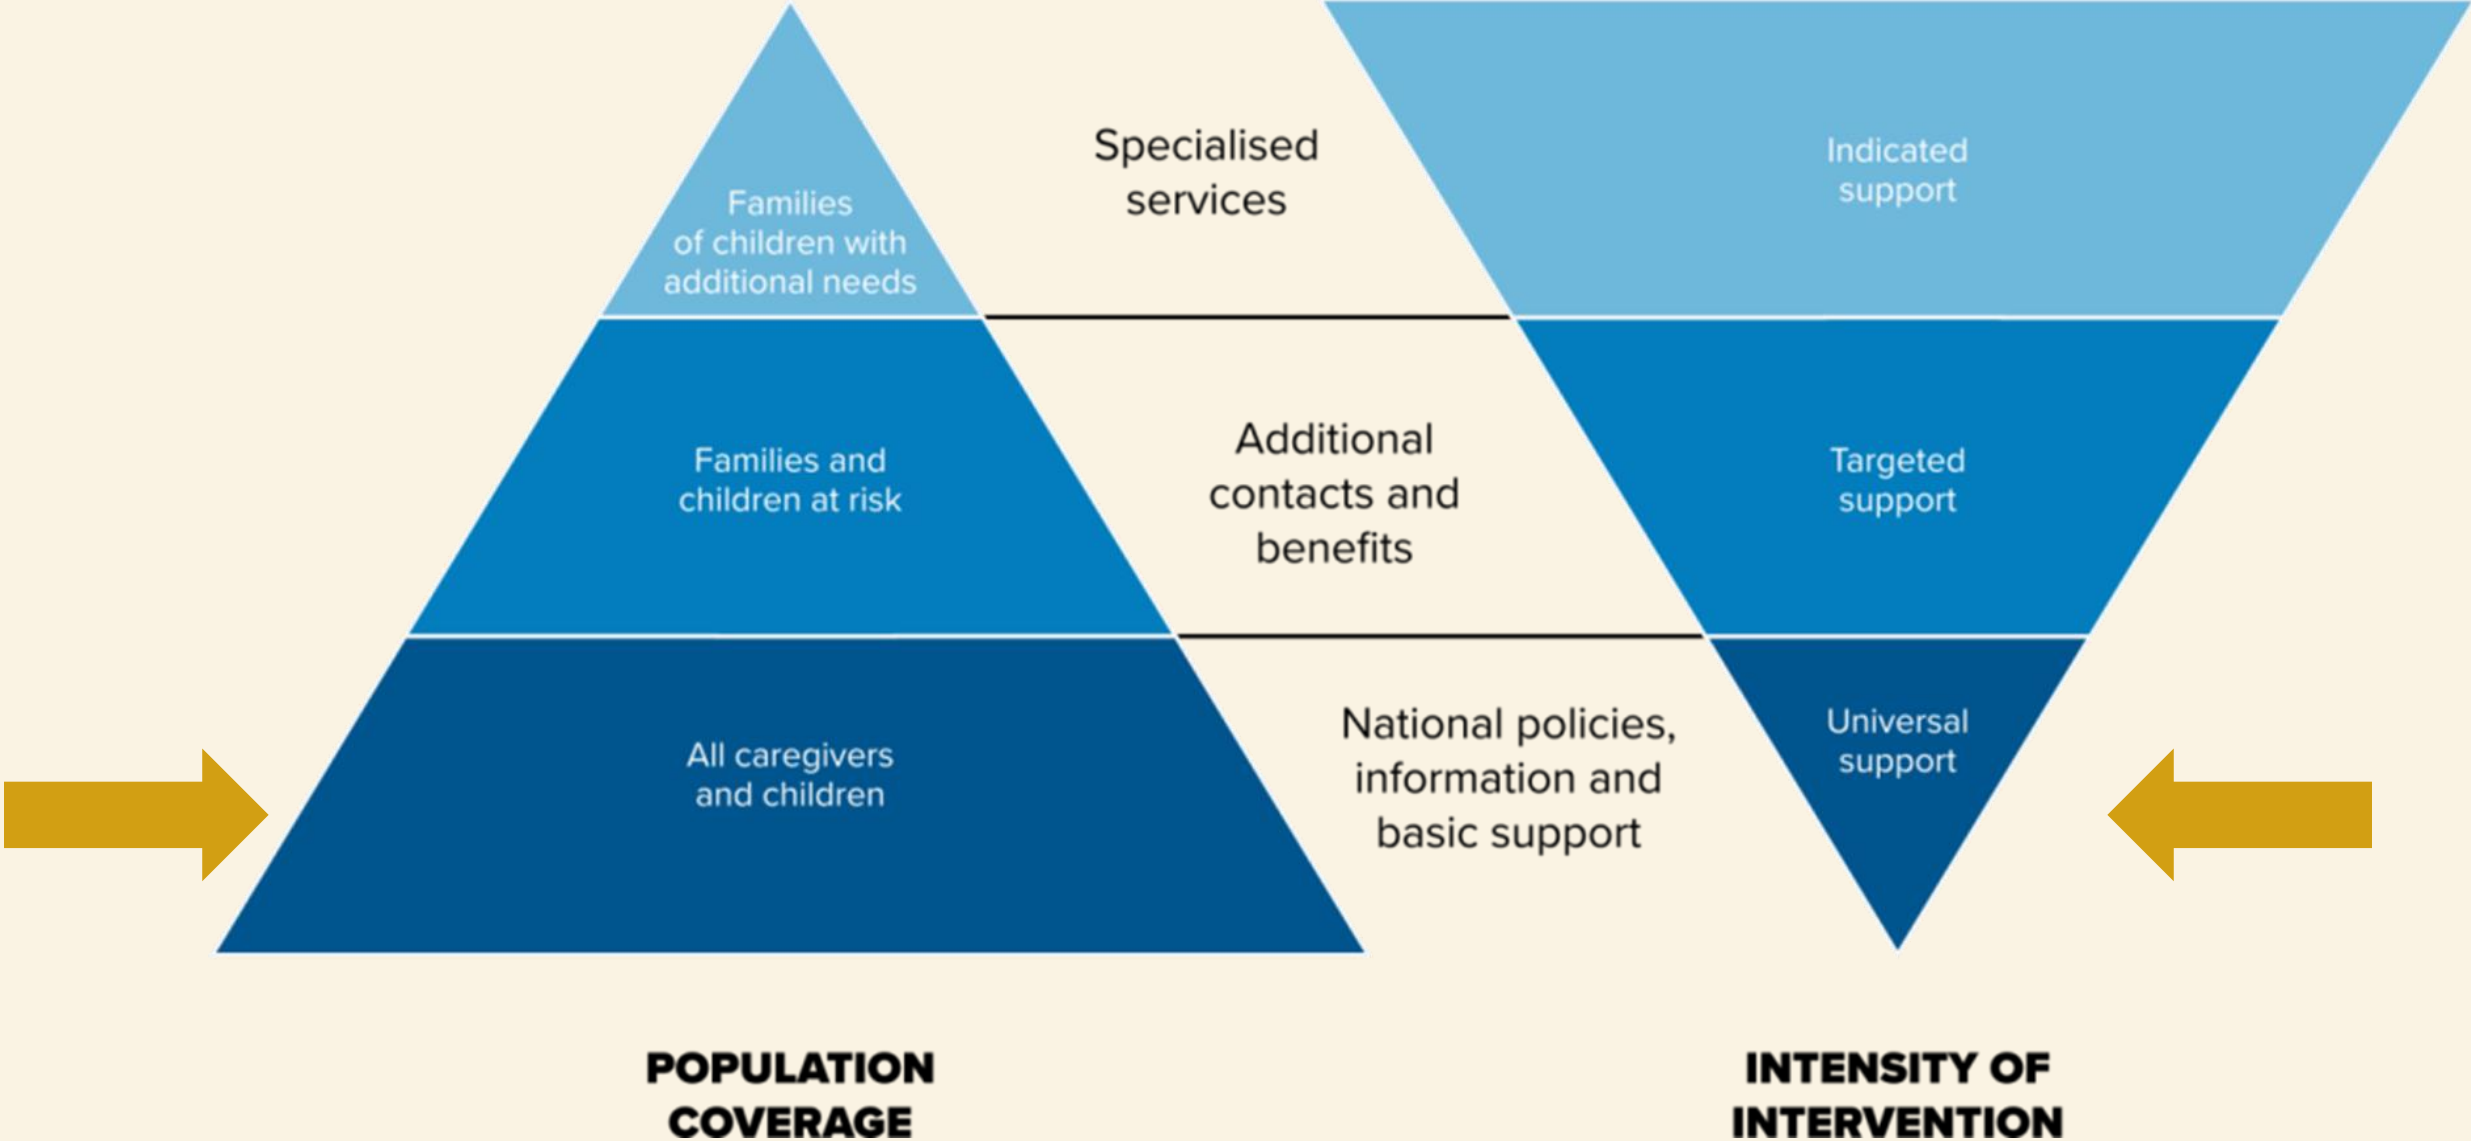 Families
of children with
additional needs
Specialised
services
Indicated
support
Families and
children at risk
Additional
contacts and
benefits
Targeted
support
All caregivers
and children
National policies,
information and
basic support
Universal
support
POPULATION
COVERAGE
INTENSITY OF
INTERVENTION